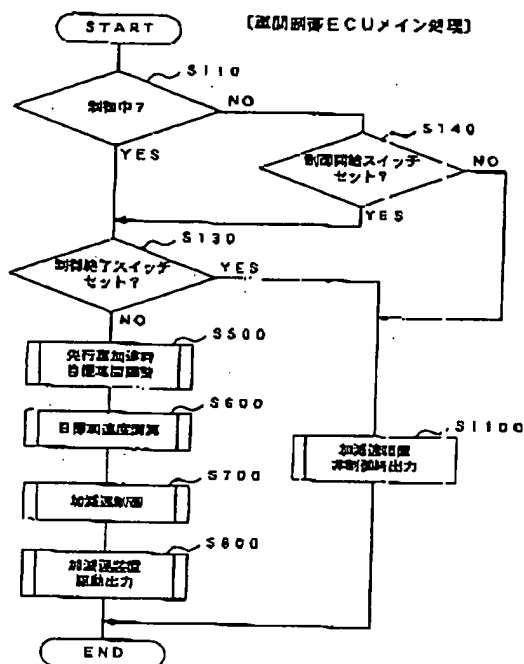 START
[車間制御ECUメイン処理]
S110
制御中?
NO
S140
YES
制御開始スイッチ
セット?
NO
YES
S130
制御終了スイッチ
セット?
YES
NO
S500
先行車加速時
目標車間調整
S600
目標加速度演算
S1100
加減速装置
非制御時出力
S700
加減速制御
S800
加減速装置
駆動出力
END